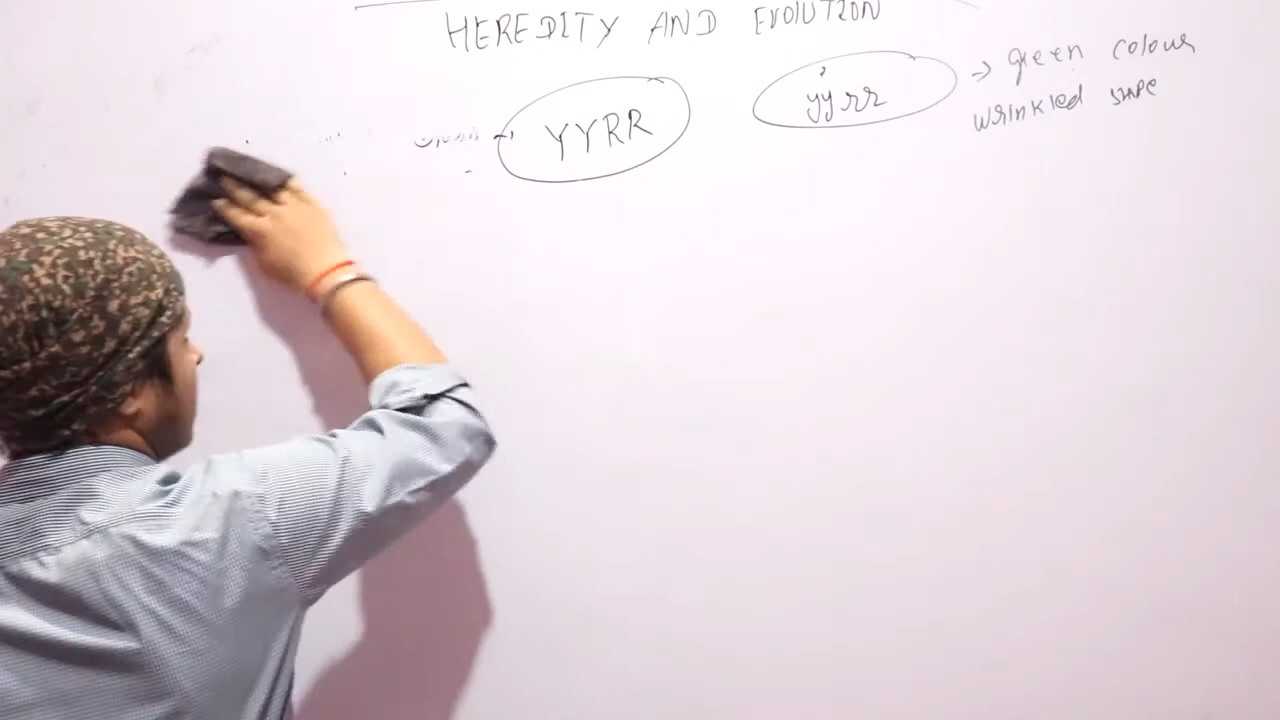 HEREDITY AND EVOLUTION
YYRR
yyrr → green colour
wrinkled shape